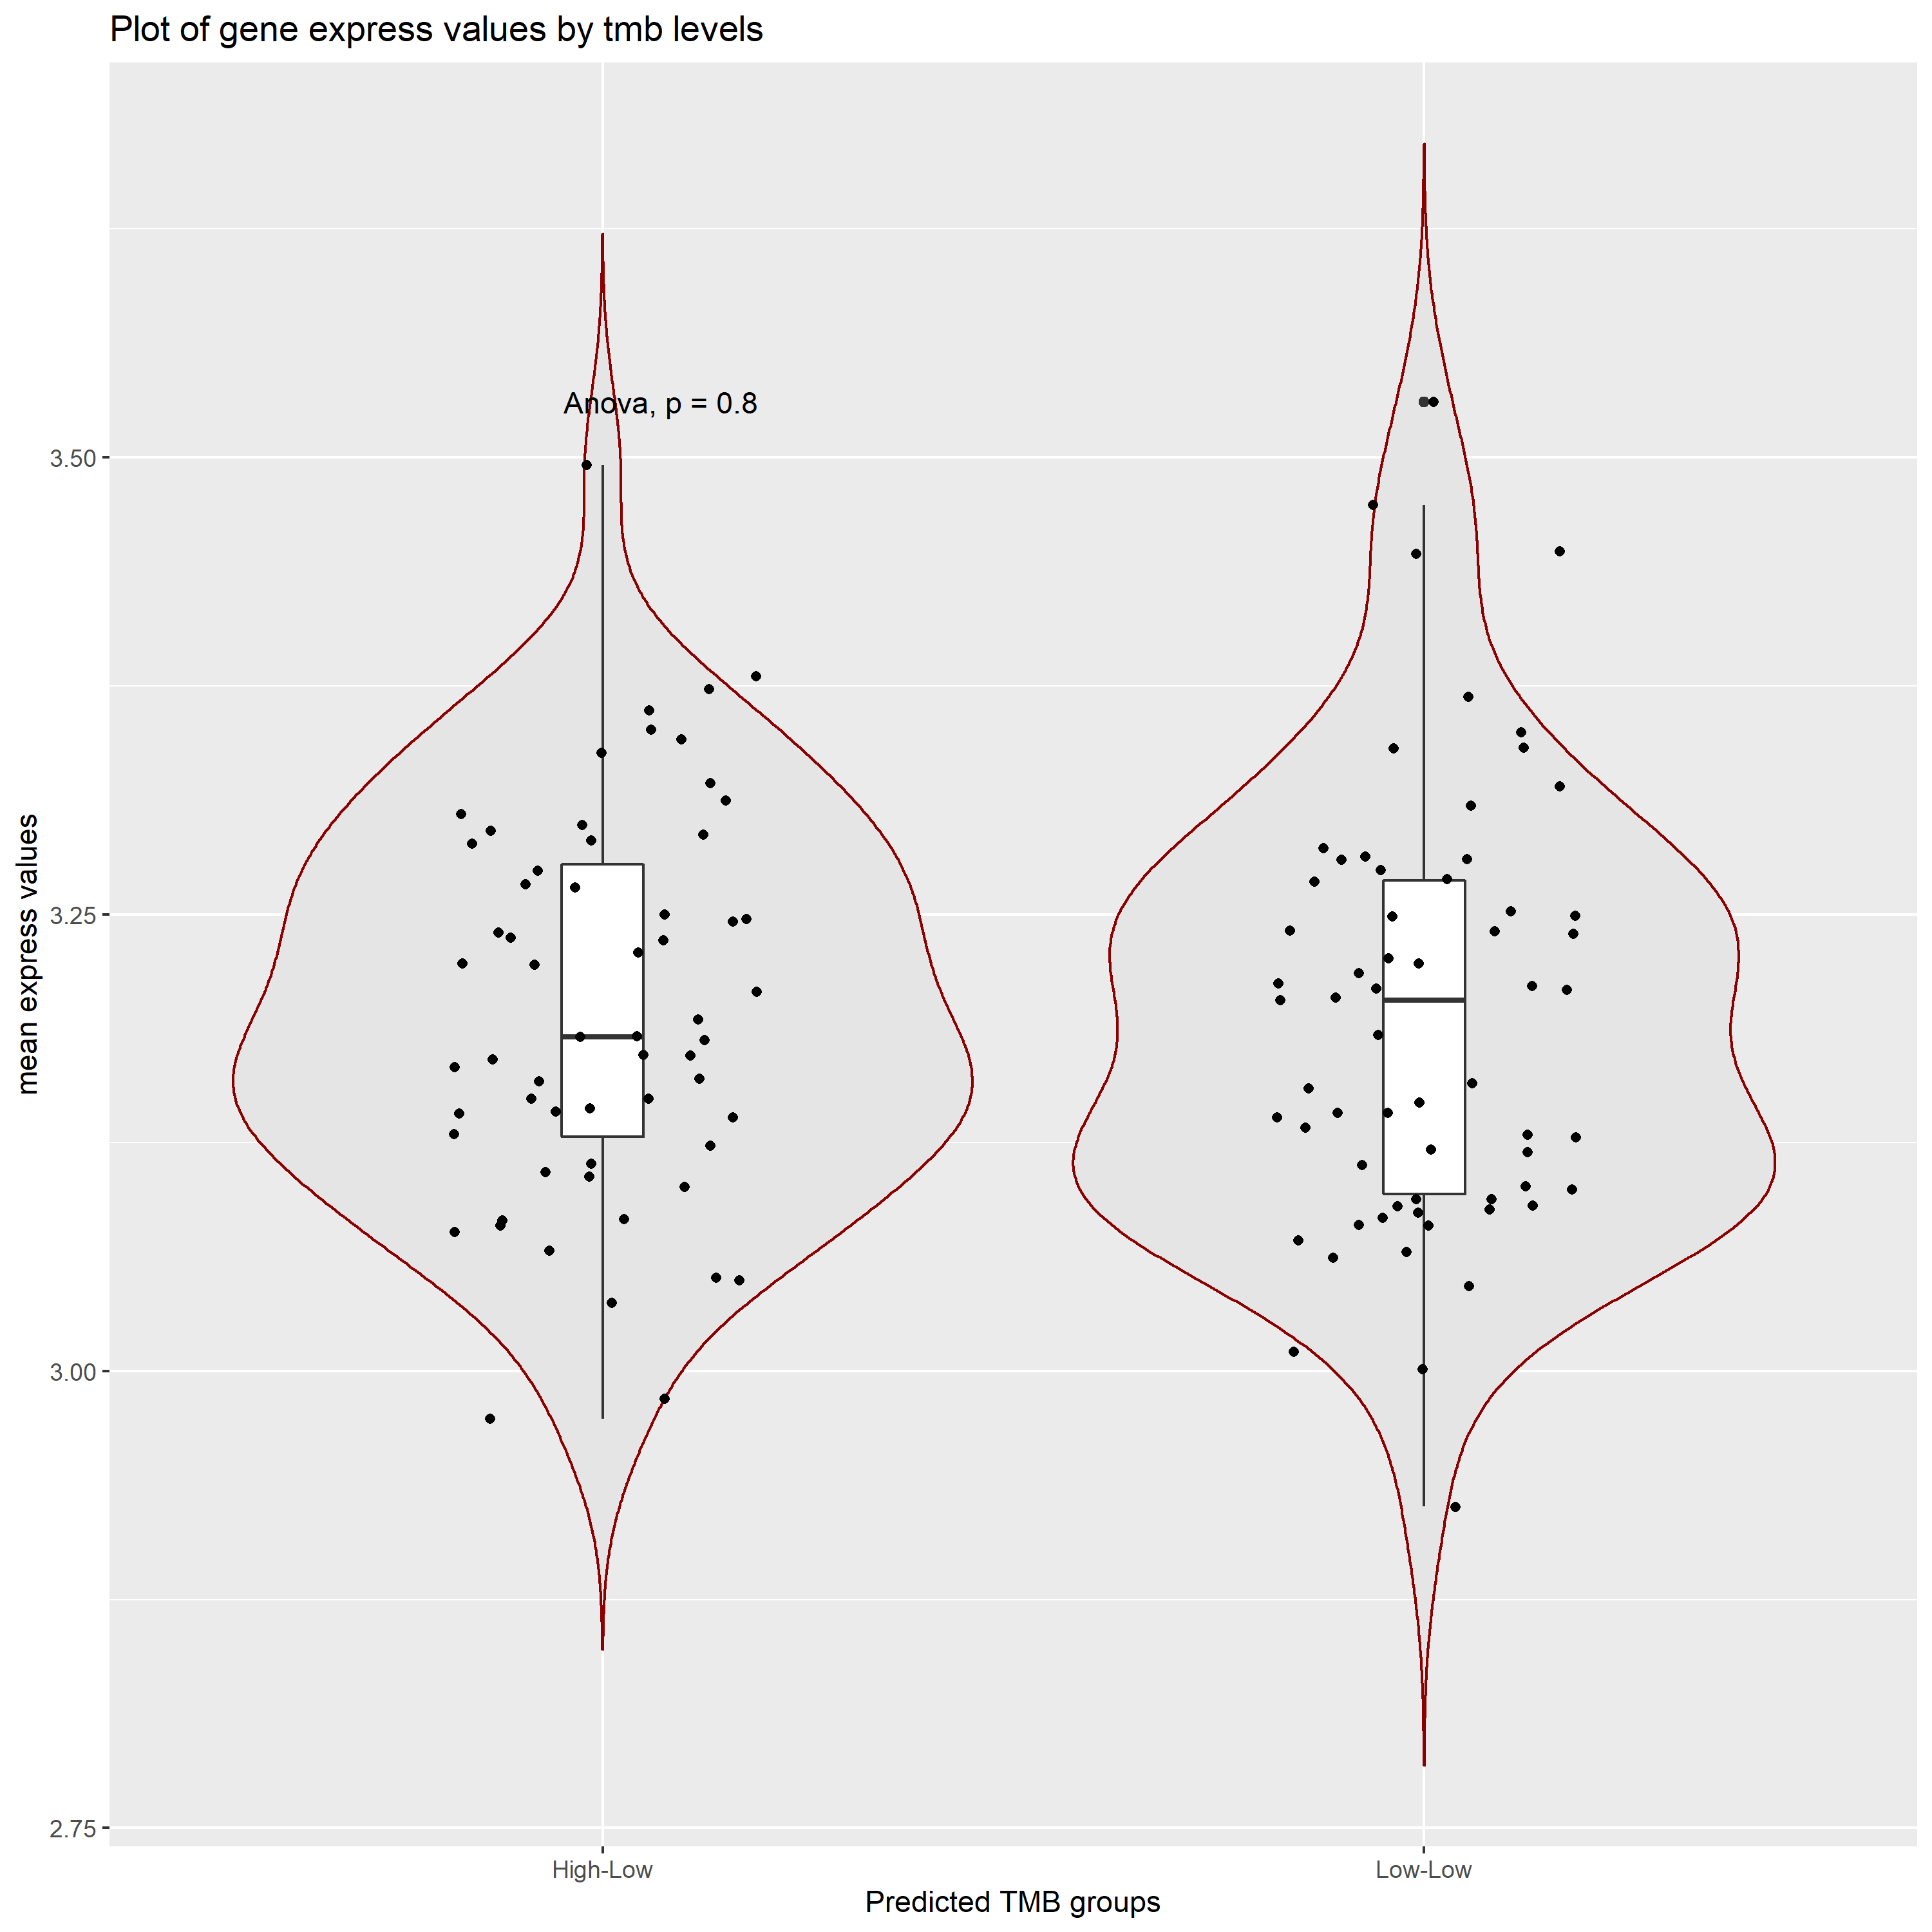 Plot of gene express values by tmb levels
Anova, p = 0.8
mean express values
3.50
3.25
3.00
2.75
High-Low
Low-Low
Predicted TMB groups